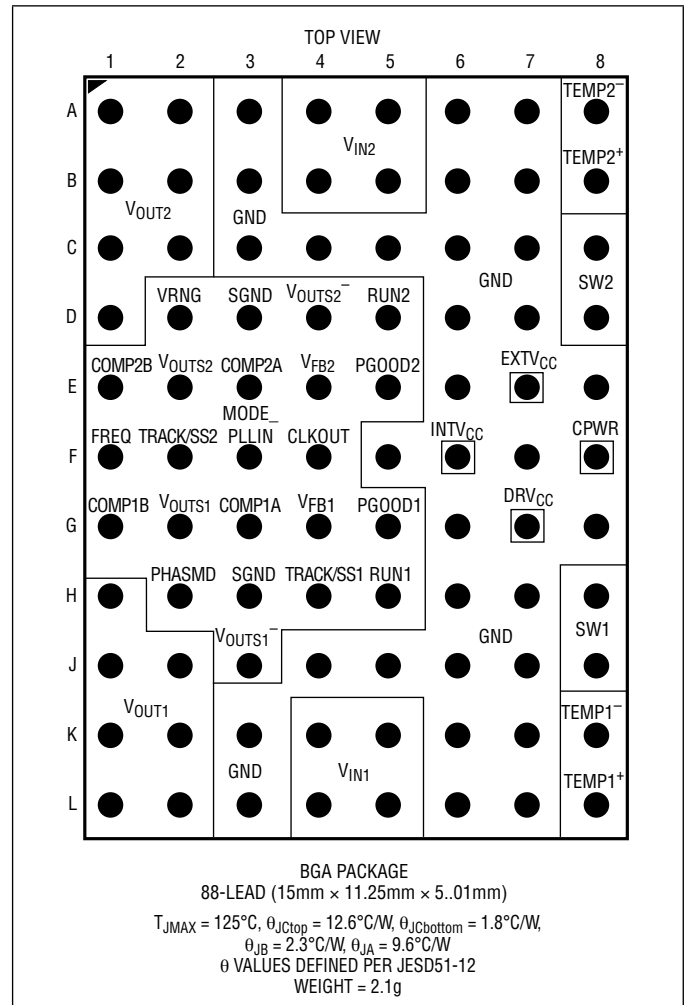 TOP VIEW
1 2 3 4 5 6 7 8
A TEMP2⁻
VIN2
B TEMP2⁺
VOUT2 GND
C
GND SW2
VRNG SGND VOUTS2⁻ RUN2
D
COMP2B VOUTS2 COMP2A VFB2 PGOOD2 EXTVCC
E
MODE_
FREQ TRACK/SS2 PLLIN CLKOUT INTVCC CPWR
F
COMP1B VOUTS1 COMP1A VFB1 PGOOD1 DRVCC
G
PHASMD SGND TRACK/SS1 RUN1
H
VOUTS1⁻ GND SW1
J
VOUT1 TEMP1⁻
K
GND VIN1 TEMP1⁺
L
BGA PACKAGE
88-LEAD (15mm × 11.25mm × 5..01mm)
TJMAX = 125°C, θJCtop = 12.6°C/W, θJCbottom = 1.8°C/W,
θJB = 2.3°C/W, θJA = 9.6°C/W
θ VALUES DEFINED PER JESD51-12
WEIGHT = 2.1g